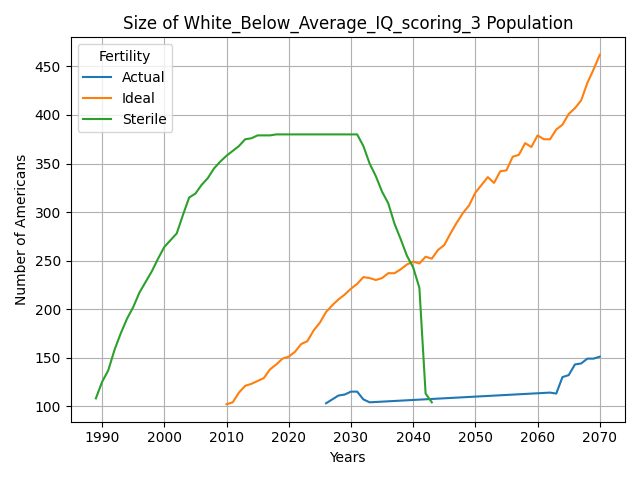 Size of White_Below_Average_IQ_scoring_3 Population
Fertility
Actual
Ideal
Sterile
Number of Americans
450
400
350
300
250
200
150
100
1990 2000 2010 2020 2030 2040 2050 2060 2070
Years